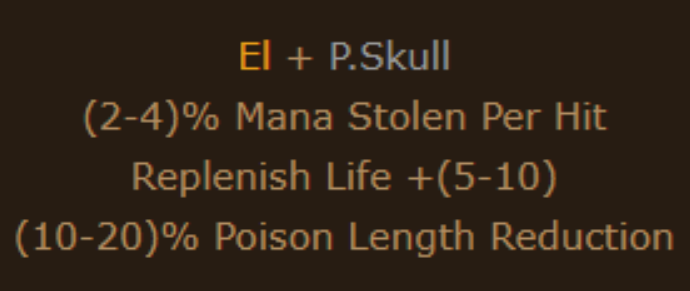 El + P.Skull
(2-4)% Mana Stolen Per Hit
Replenish Life +(5-10)
(10-20)% Poison Length Reduction